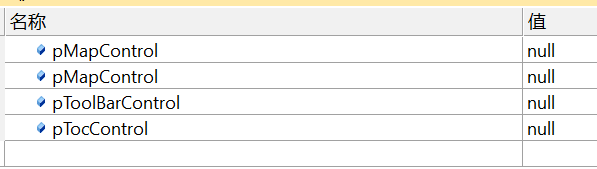 名称 值
pMapControl null
pMapControl null
pToolBarControl null
pTocControl null